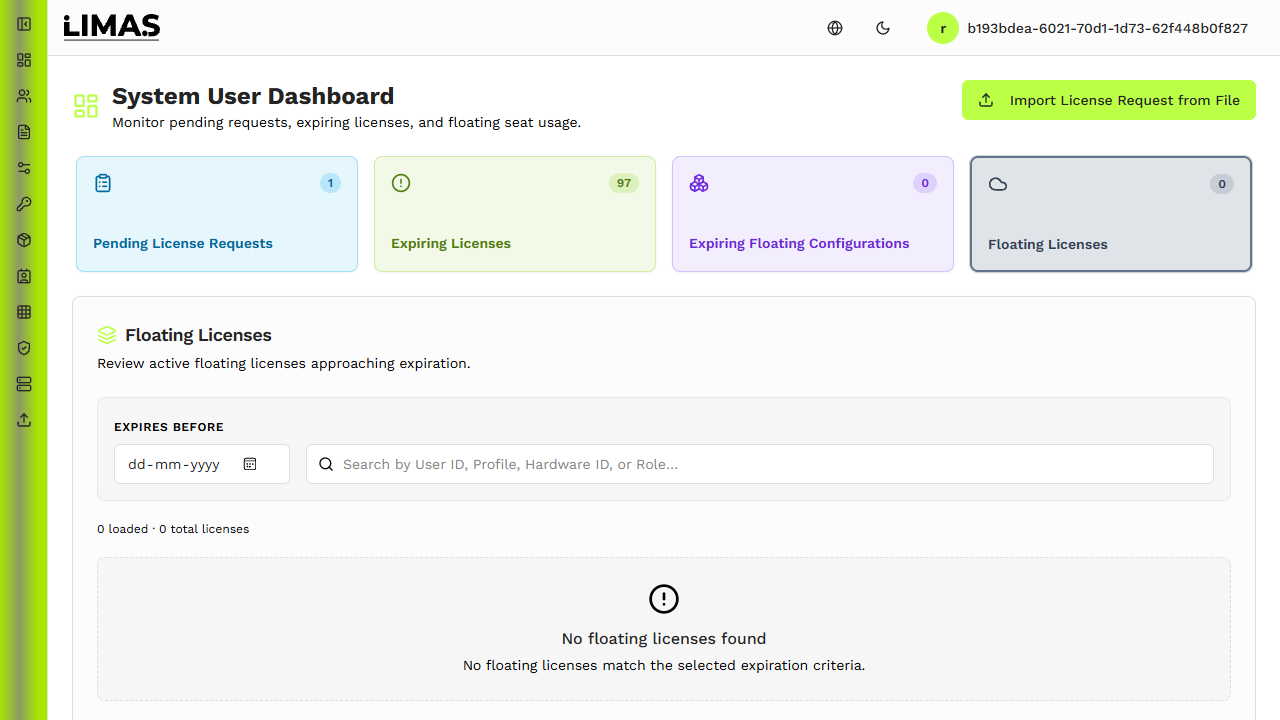 LIMAS
r
b193bdea-6021-70d1-1d73-62f448b0f827
System User Dashboard
Monitor pending requests, expiring licenses, and floating seat usage.
Import License Request from File
1
Pending License Requests
97
Expiring Licenses
0
Expiring Floating Configurations
0
Floating Licenses
Floating Licenses
Review active floating licenses approaching expiration.
EXPIRES BEFORE
dd-mm-yyyy
Search by User ID, Profile, Hardware ID, or Role...
0 loaded · 0 total licenses
No floating licenses found
No floating licenses match the selected expiration criteria.